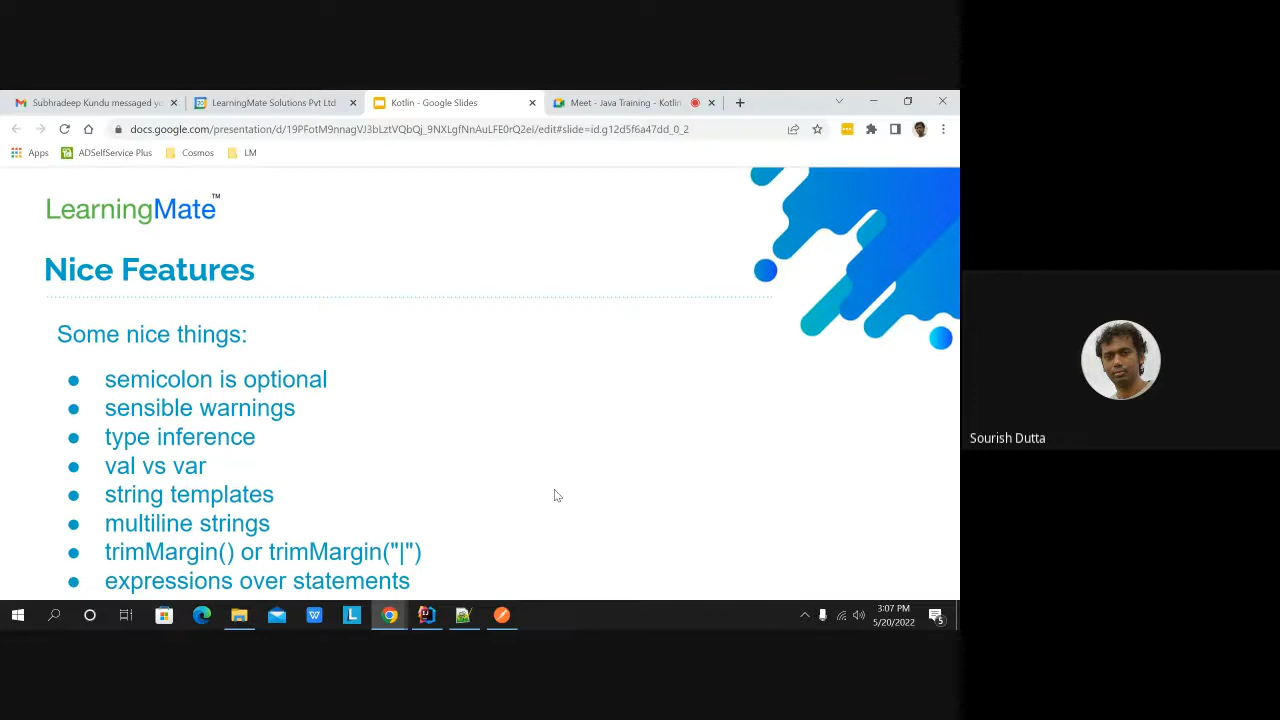 Subhradeep Kundu messaged yo
LearningMate Solutions Pvt Ltd
Kotlin - Google Slides
Meet - Java Training - Kotlin
docs.google.com/presentation/d/19PFotM9nnagVJ3bLztVQbQj_9NXLgfNnAuLFE0rQ2eI/edit#slide=id.g12d5f6a47dd_0_2
Apps
ADSelfService Plus
Cosmos
LM
LearningMate™
Nice Features
Some nice things:
● semicolon is optional
● sensible warnings
● type inference
● val vs var
● string templates
● multiline strings
● trimMargin() or trimMargin("|")
● expressions over statements
Sourish Dutta
3:07 PM
5/20/2022
5